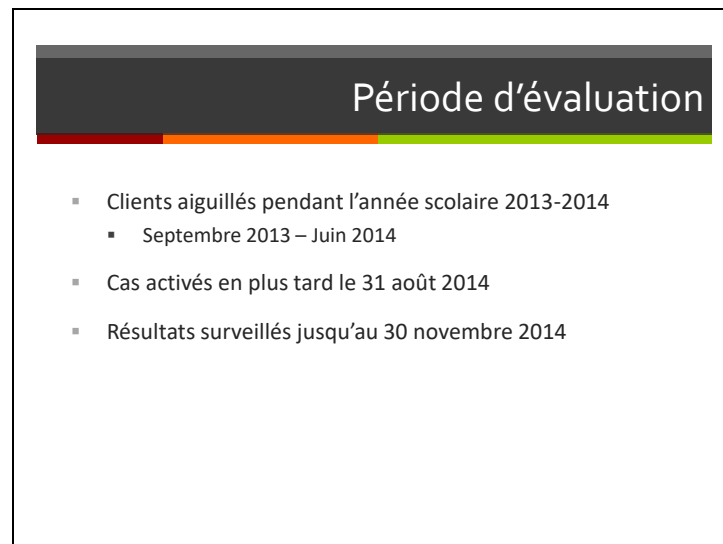 Période d’évaluation
▪ Clients aiguillés pendant l’année scolaire 2013-2014
▪ Septembre 2013 – Juin 2014
▪ Cas activés en plus tard le 31 août 2014
▪ Résultats surveillés jusqu’au 30 novembre 2014